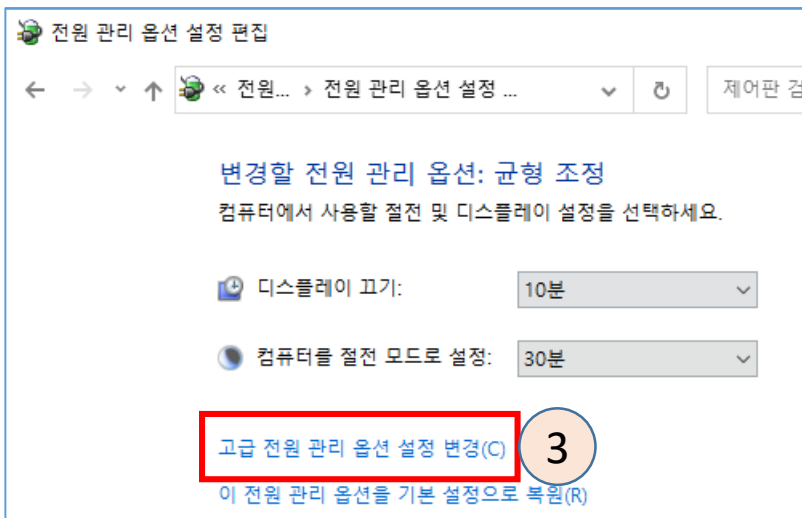 전원 관리 옵션 설정 편집
« 전원... › 전원 관리 옵션 설정 ... 제어판 검
변경할 전원 관리 옵션: 균형 조정
컴퓨터에서 사용할 절전 및 디스플레이 설정을 선택하세요.
디스플레이 끄기: 10분
컴퓨터를 절전 모드로 설정: 30분
고급 전원 관리 옵션 설정 변경(C) 3
이 전원 관리 옵션을 기본 설정으로 복원(R)